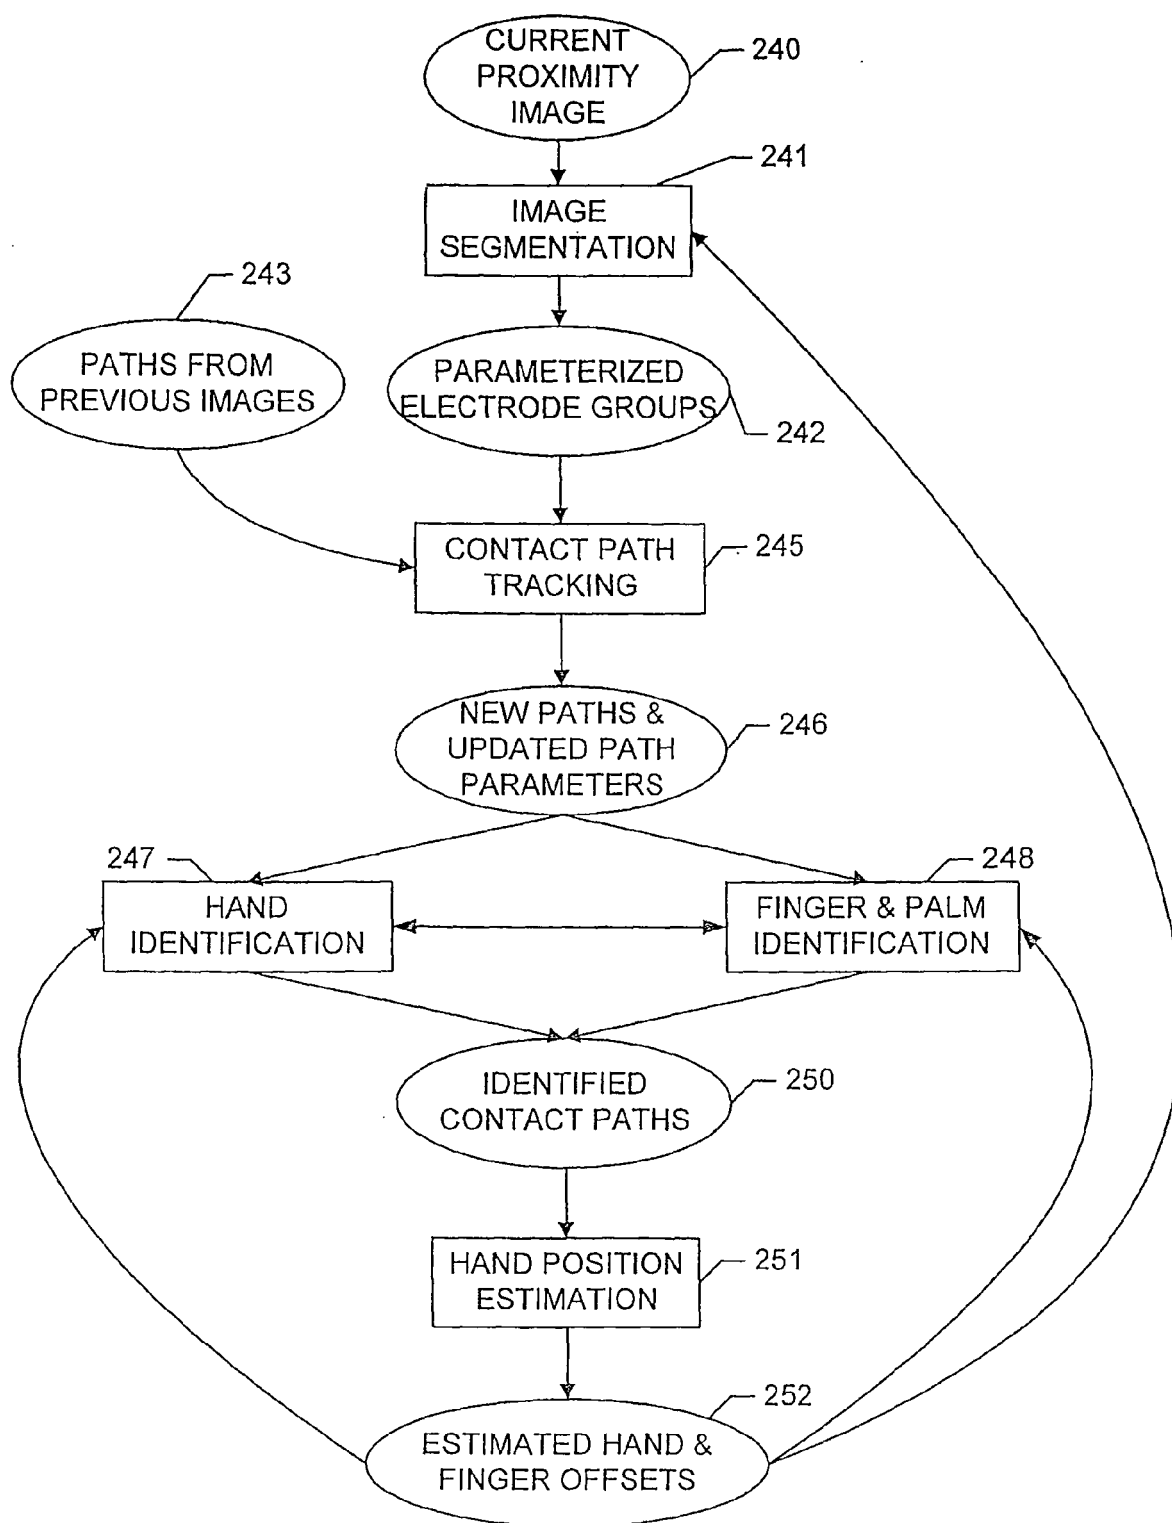 CURRENT
PROXIMITY
IMAGE
240
241
IMAGE
SEGMENTATION
243
PATHS FROM
PREVIOUS IMAGES
PARAMETERIZED
ELECTRODE GROUPS
242
CONTACT PATH
TRACKING
245
NEW PATHS &
UPDATED PATH
PARAMETERS
246
247
HAND
IDENTIFICATION
248
FINGER & PALM
IDENTIFICATION
IDENTIFIED
CONTACT PATHS
250
HAND POSITION
ESTIMATION
251
252
ESTIMATED HAND &
FINGER OFFSETS